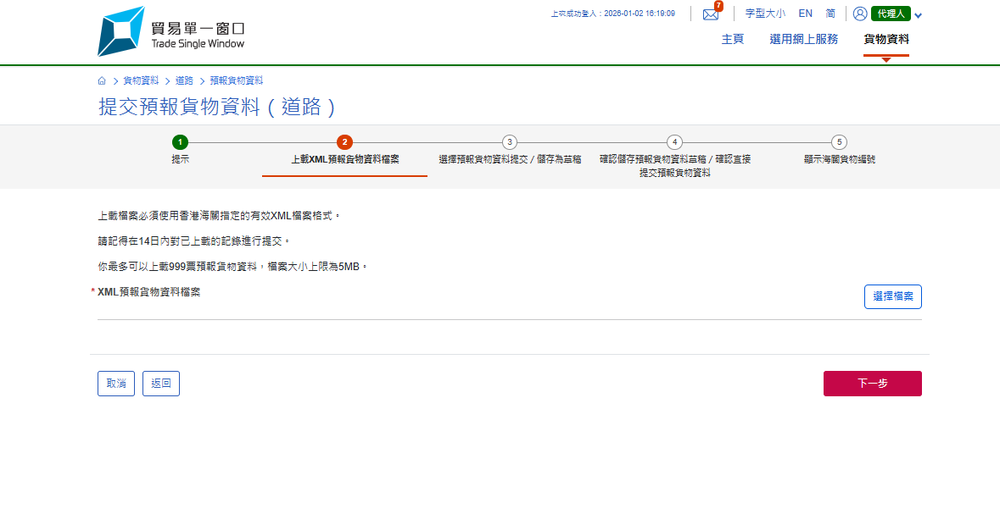 貿易單一窗口
Trade Single Window
上次成功登入：2026-01-02 16:19:09
7
字型大小
EN
简
代理人
主頁
選用網上服務
貨物資料
貨物資料
道路
預報貨物資料
提交預報貨物資料 ( 道路 )
1
提示
2
上載XML預報貨物資料檔案
3
選擇預報貨物資料提交 / 儲存為草稿
4
確認儲存預報貨物資料草稿 / 確認直接
提交預報貨物資料
5
顯示海關貨物編號
上載檔案必須使用香港海關指定的有效XML檔案格式。
請記得在14日內對已上載的記錄進行提交。
你最多可以上載999票預報貨物資料，檔案大小上限為5MB。
* XML預報貨物資料檔案
選擇檔案
取消
返回
下一步